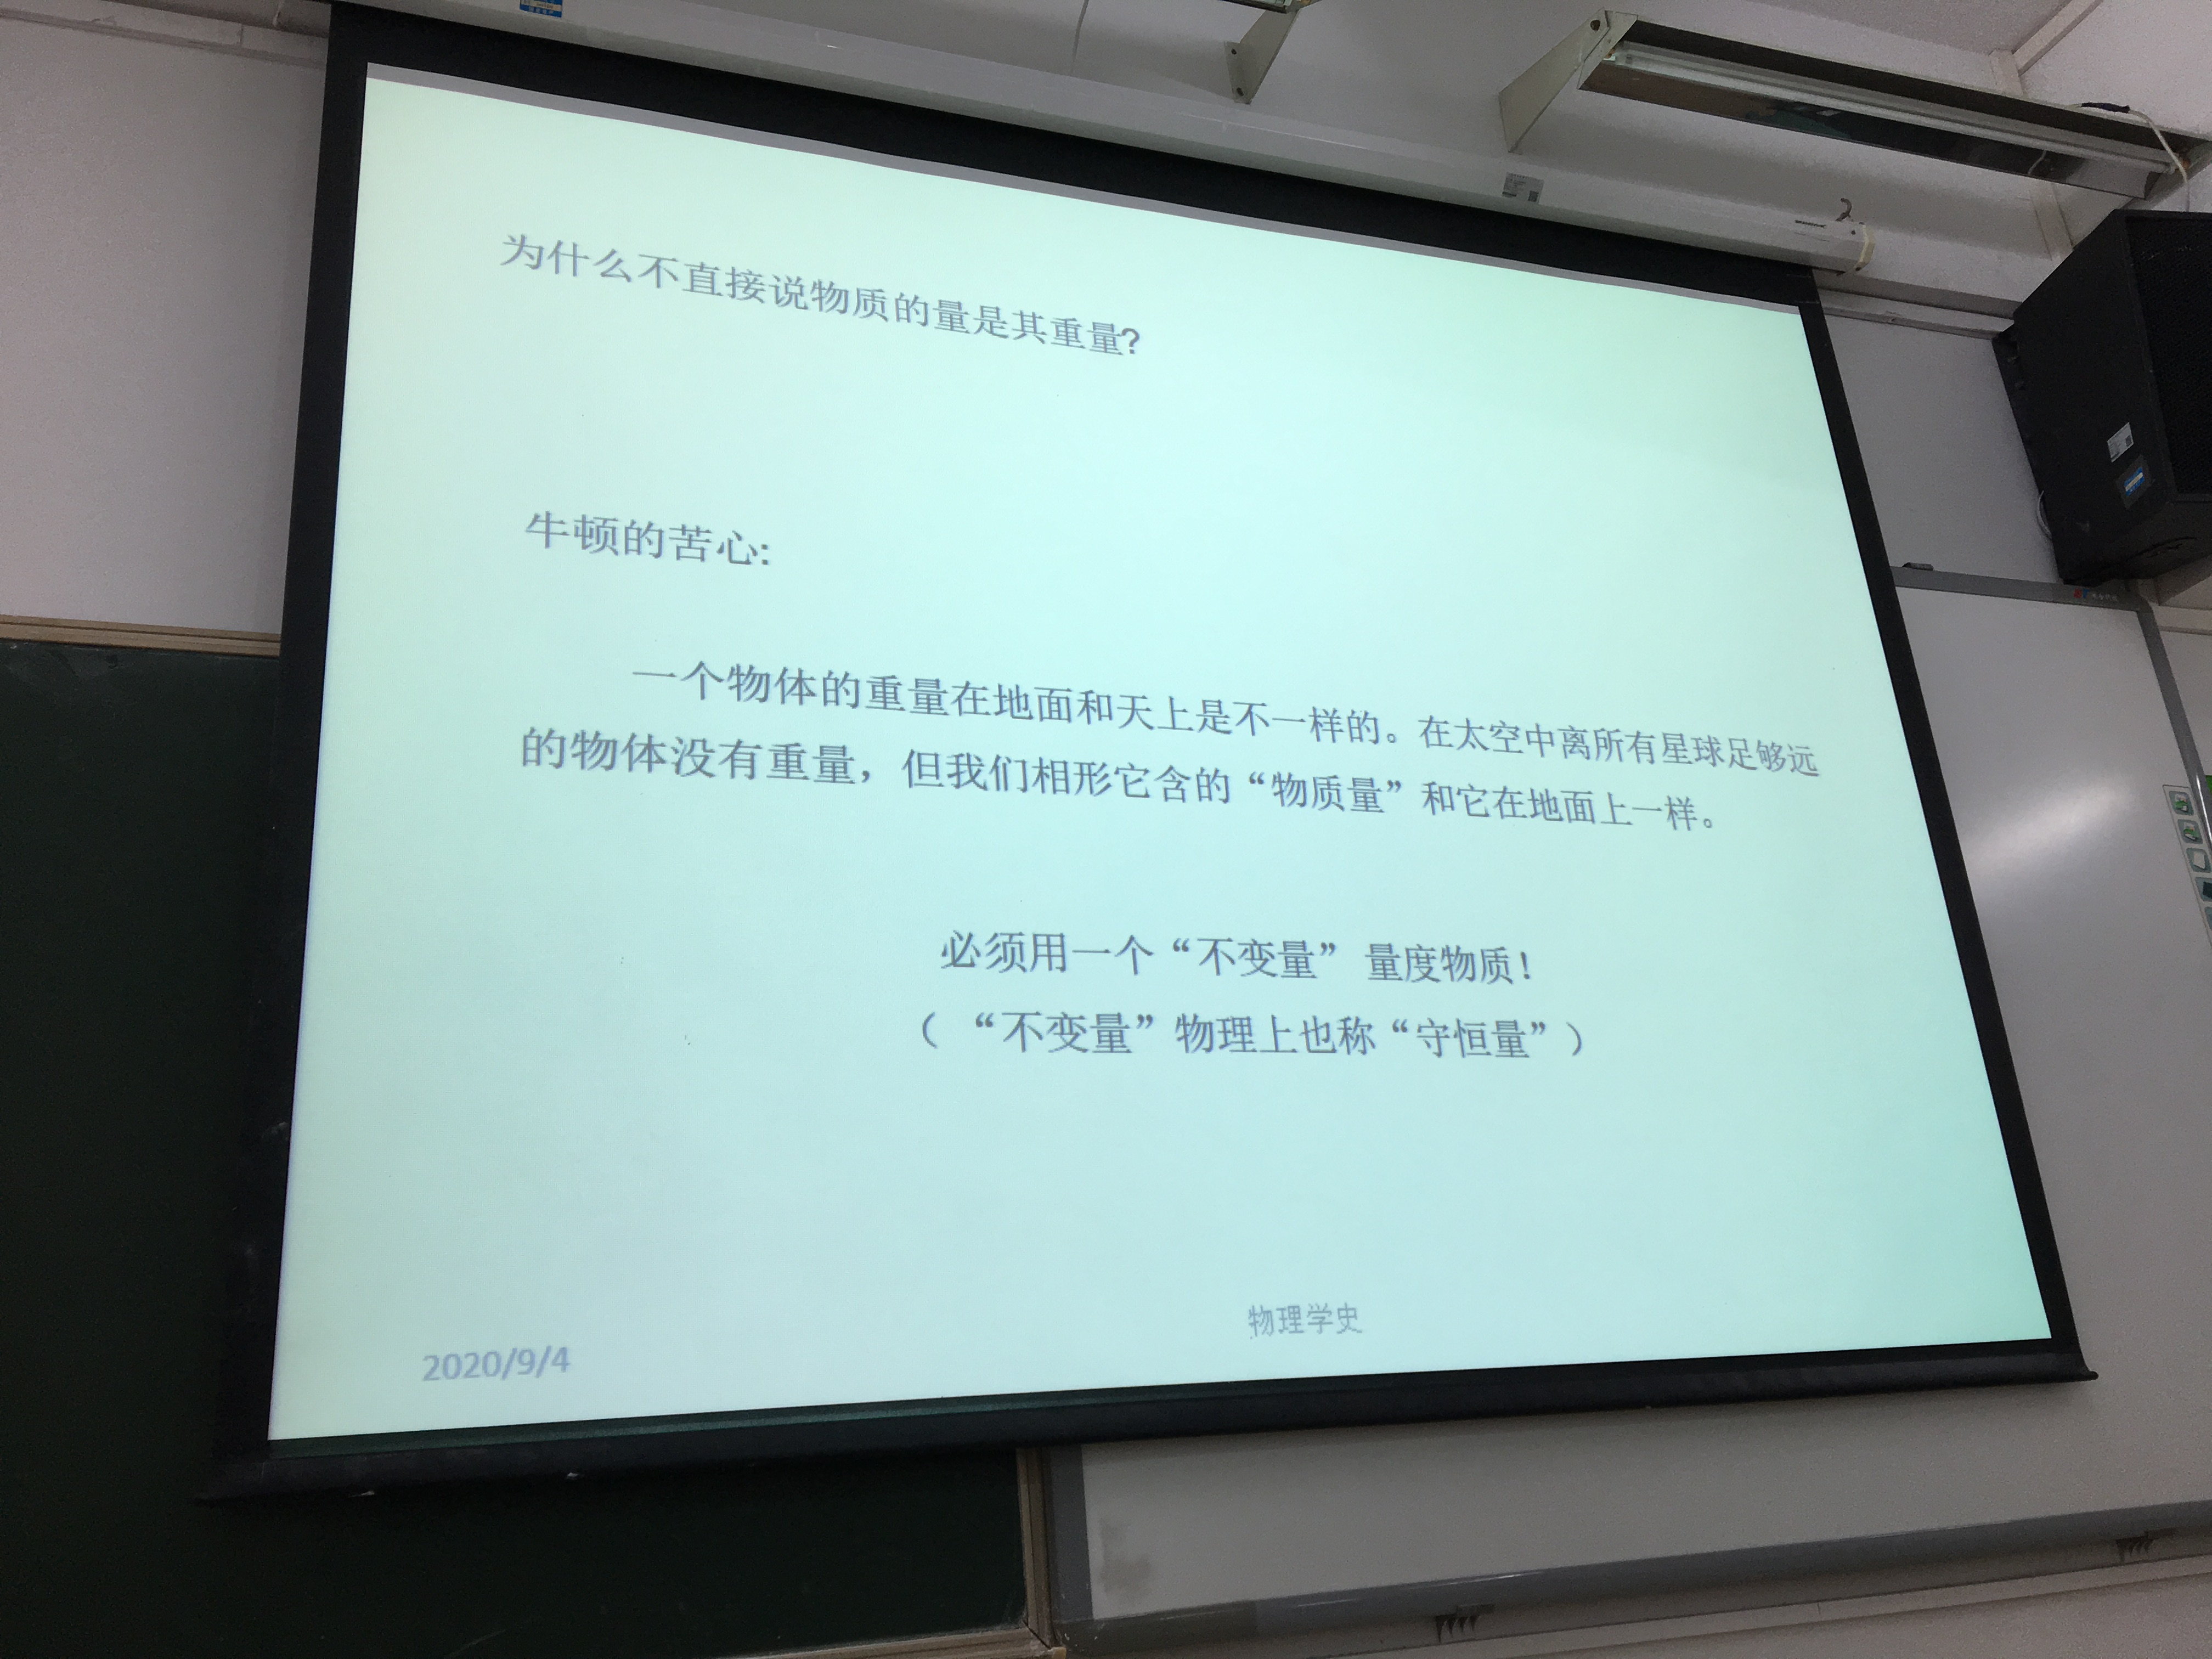 为什么不直接说物质的量是其重量?
牛顿的苦心:
一个物体的重量在地面和天上是不一样的。在太空中离所有星球足够远
的物体没有重量，但我们相形它含的“物质量”和它在地面上一样。
必须用一个“不变量” 量度物质!
（ “不变量”物理上也称“守恒量”）
物理学史
2020/9/4